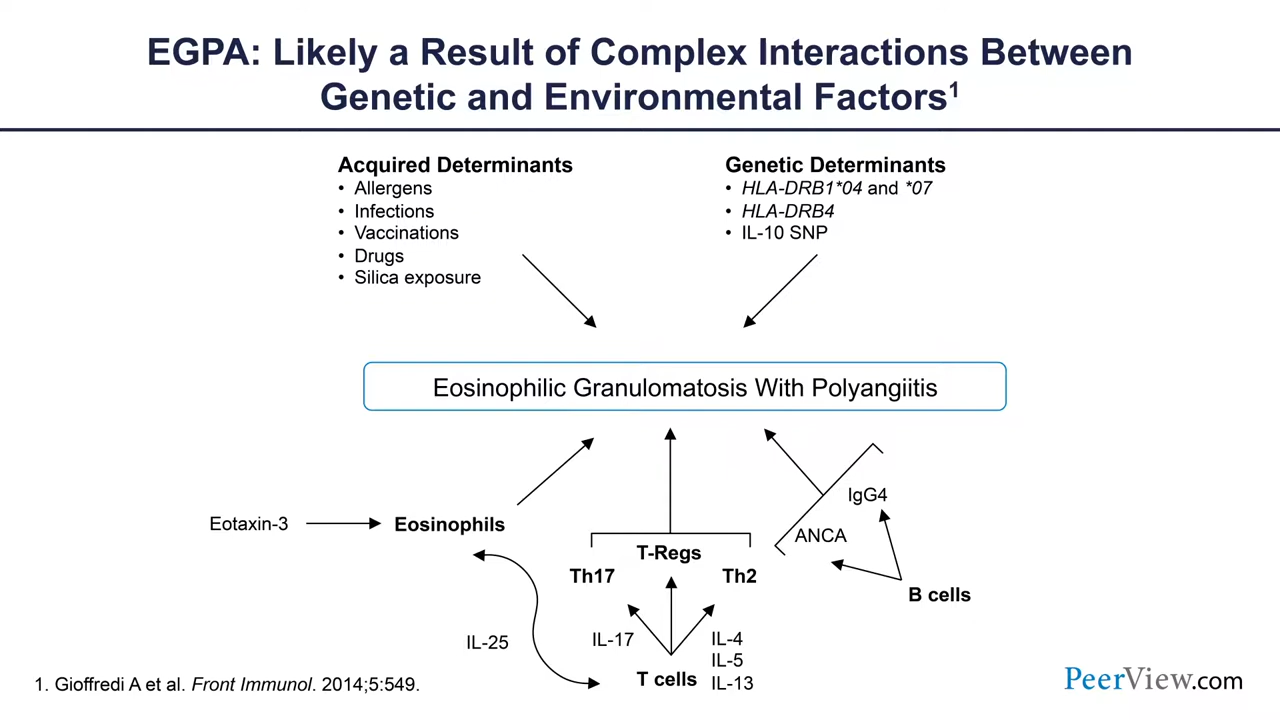 EGPA: Likely a Result of Complex Interactions Between
Genetic and Environmental Factors¹
Acquired Determinants
• Allergens
• Infections
• Vaccinations
• Drugs
• Silica exposure
Genetic Determinants
• HLA-DRB1*04 and *07
• HLA-DRB4
• IL-10 SNP
Eosinophilic Granulomatosis With Polyangiitis
Eotaxin-3
Eosinophils
IL-25
T-Regs
Th17
Th2
IL-17
IL-4
IL-5
IL-13
T cells
IgG4
ANCA
B cells
1. Gioffredi A et al. Front Immunol. 2014;5:549.
PeerView.com